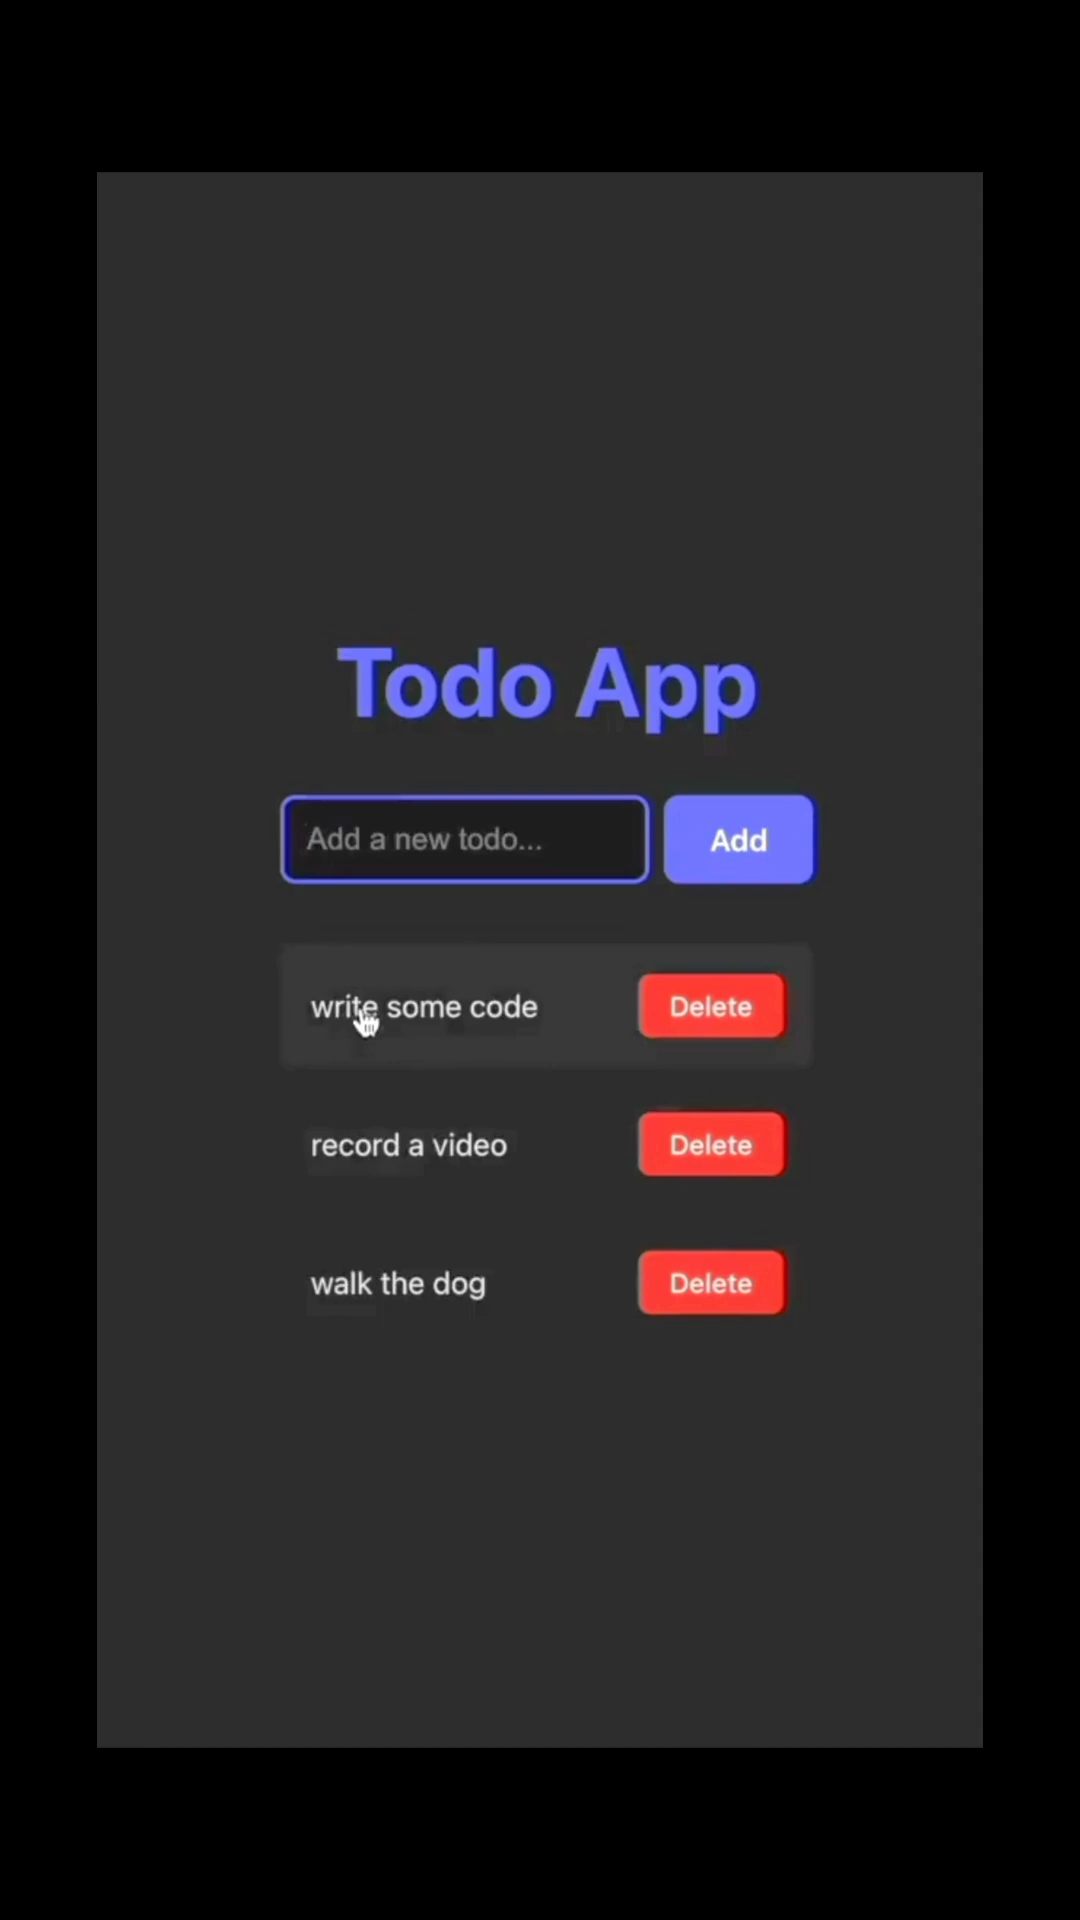 Todo App
Add a new todo...
Add
write some code
Delete
record a video
Delete
walk the dog
Delete